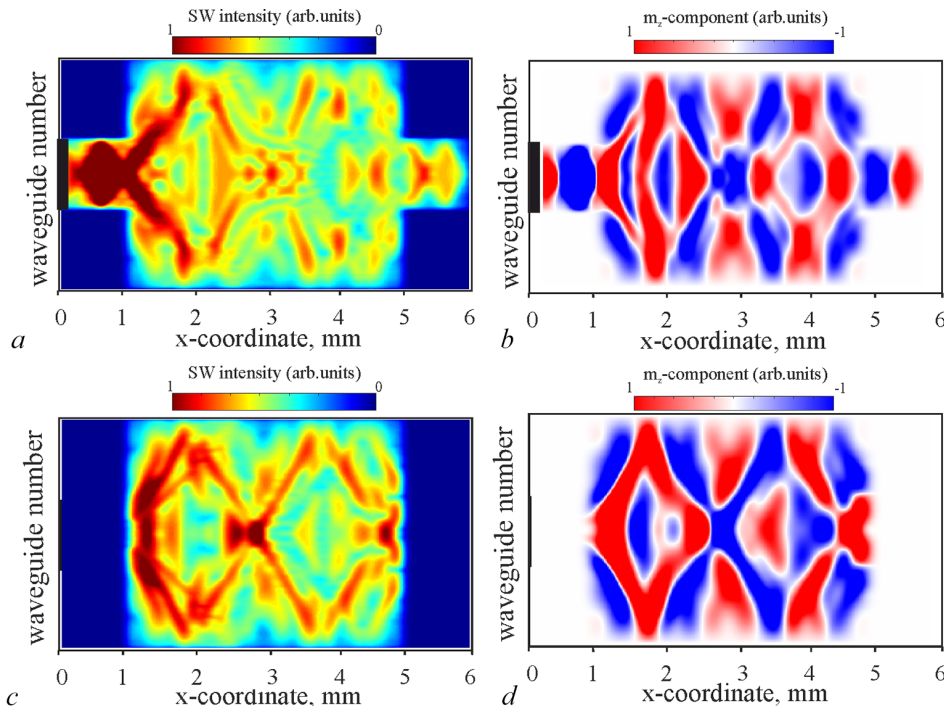 SW intensity (arb.units)
1 0
waveguide number
0 1 2 3 4 5 6
a x-coordinate, mm
m_z-component (arb.units)
1 -1
waveguide number
0 1 2 3 4 5 6
b x-coordinate, mm
SW intensity (arb.units)
1 0
waveguide number
0 1 2 3 4 5 6
c x-coordinate, mm
m_z-component (arb.units)
1 -1
waveguide number
0 1 2 3 4 5 6
d x-coordinate, mm